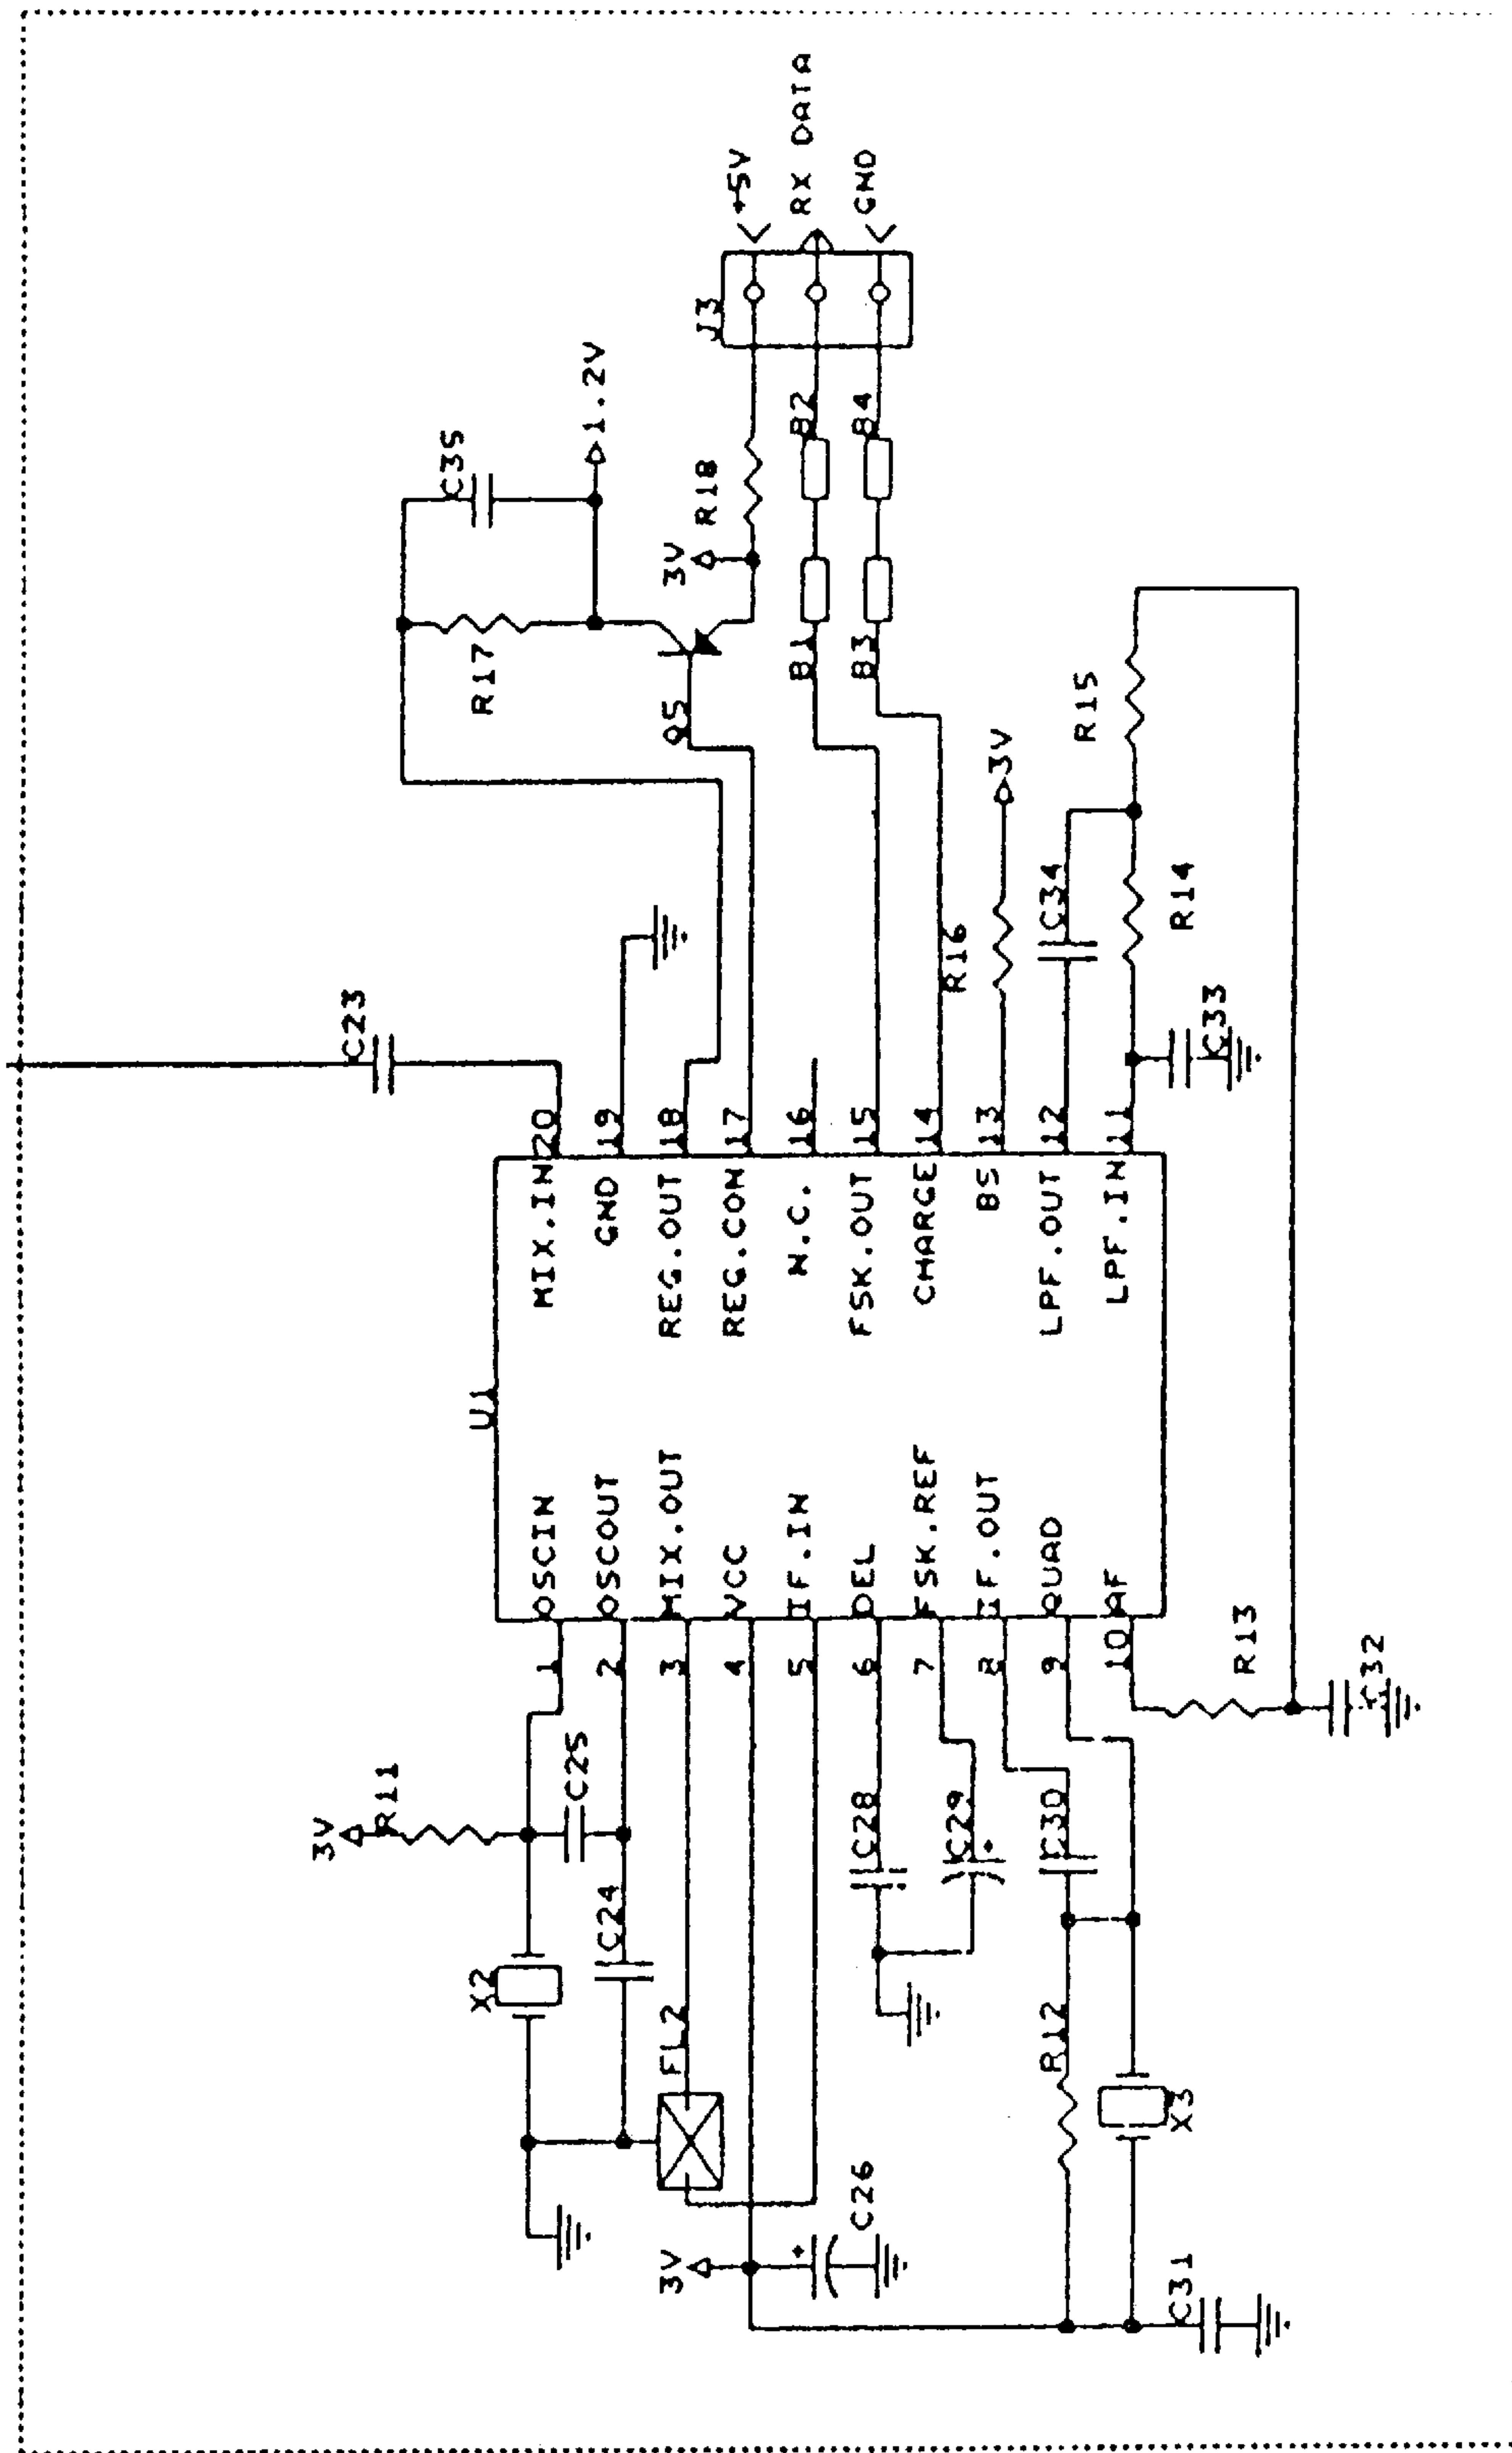 +5V
RX DATA
GND
J3
C35
1.2V
R17
3V
R18
B2
B4
B1
B3
Q5
R15
3V
R16
C34
R14
C33
C23
MIX.IN 20
GND 19
REG.OUT 18
REG.CON 17
N.C. 16
FSK.OUT 15
CHARGE 14
BS 13
LPF.OUT 12
LPF.IN 11
U1
OSCIN 1
OSCOUT 2
MIX.OUT 3
VCC 4
IF.IN 5
DEL 6
FSK.REF 7
IF.OUT 8
QUAD 9
AF 10
R13
C32
3V
R11
C25
C24
X2
FL2
C28
C29
+
C30
R12
X3
3V
+
C26
C31